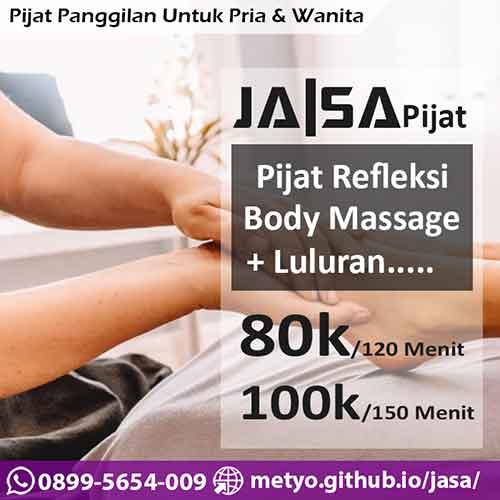 Pijat Panggilan Untuk Pria & Wanita
JA|SA Pijat
Pijat Refleksi
Body Massage
+ Luluran.....
80k/120 Menit
100k/150 Menit
0899-5654-009 metyo.github.io/jasa/